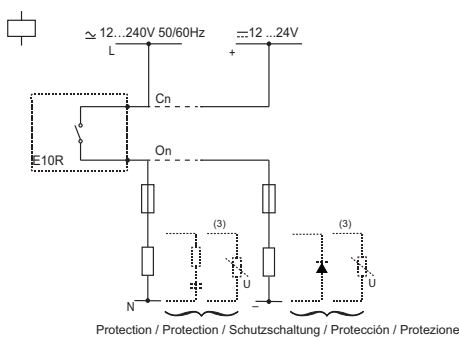 ≂ 12…240V 50/60Hz
L
⎓12 ...24V
+
Cn
E10R
On
(3)
U
(3)
U
N
–
Protection / Protection / Schutzschaltung / Protección / Protezione